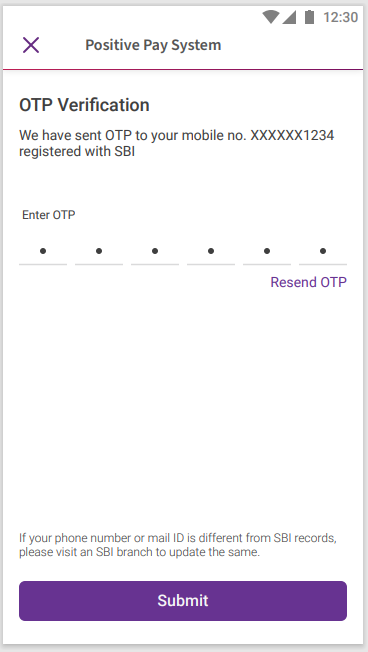 12:30
Positive Pay System
OTP Verification
We have sent OTP to your mobile no. XXXXXX1234
registered with SBI
Enter OTP
Resend OTP
If your phone number or mail ID is different from SBI records,
please visit an SBI branch to update the same.
Submit